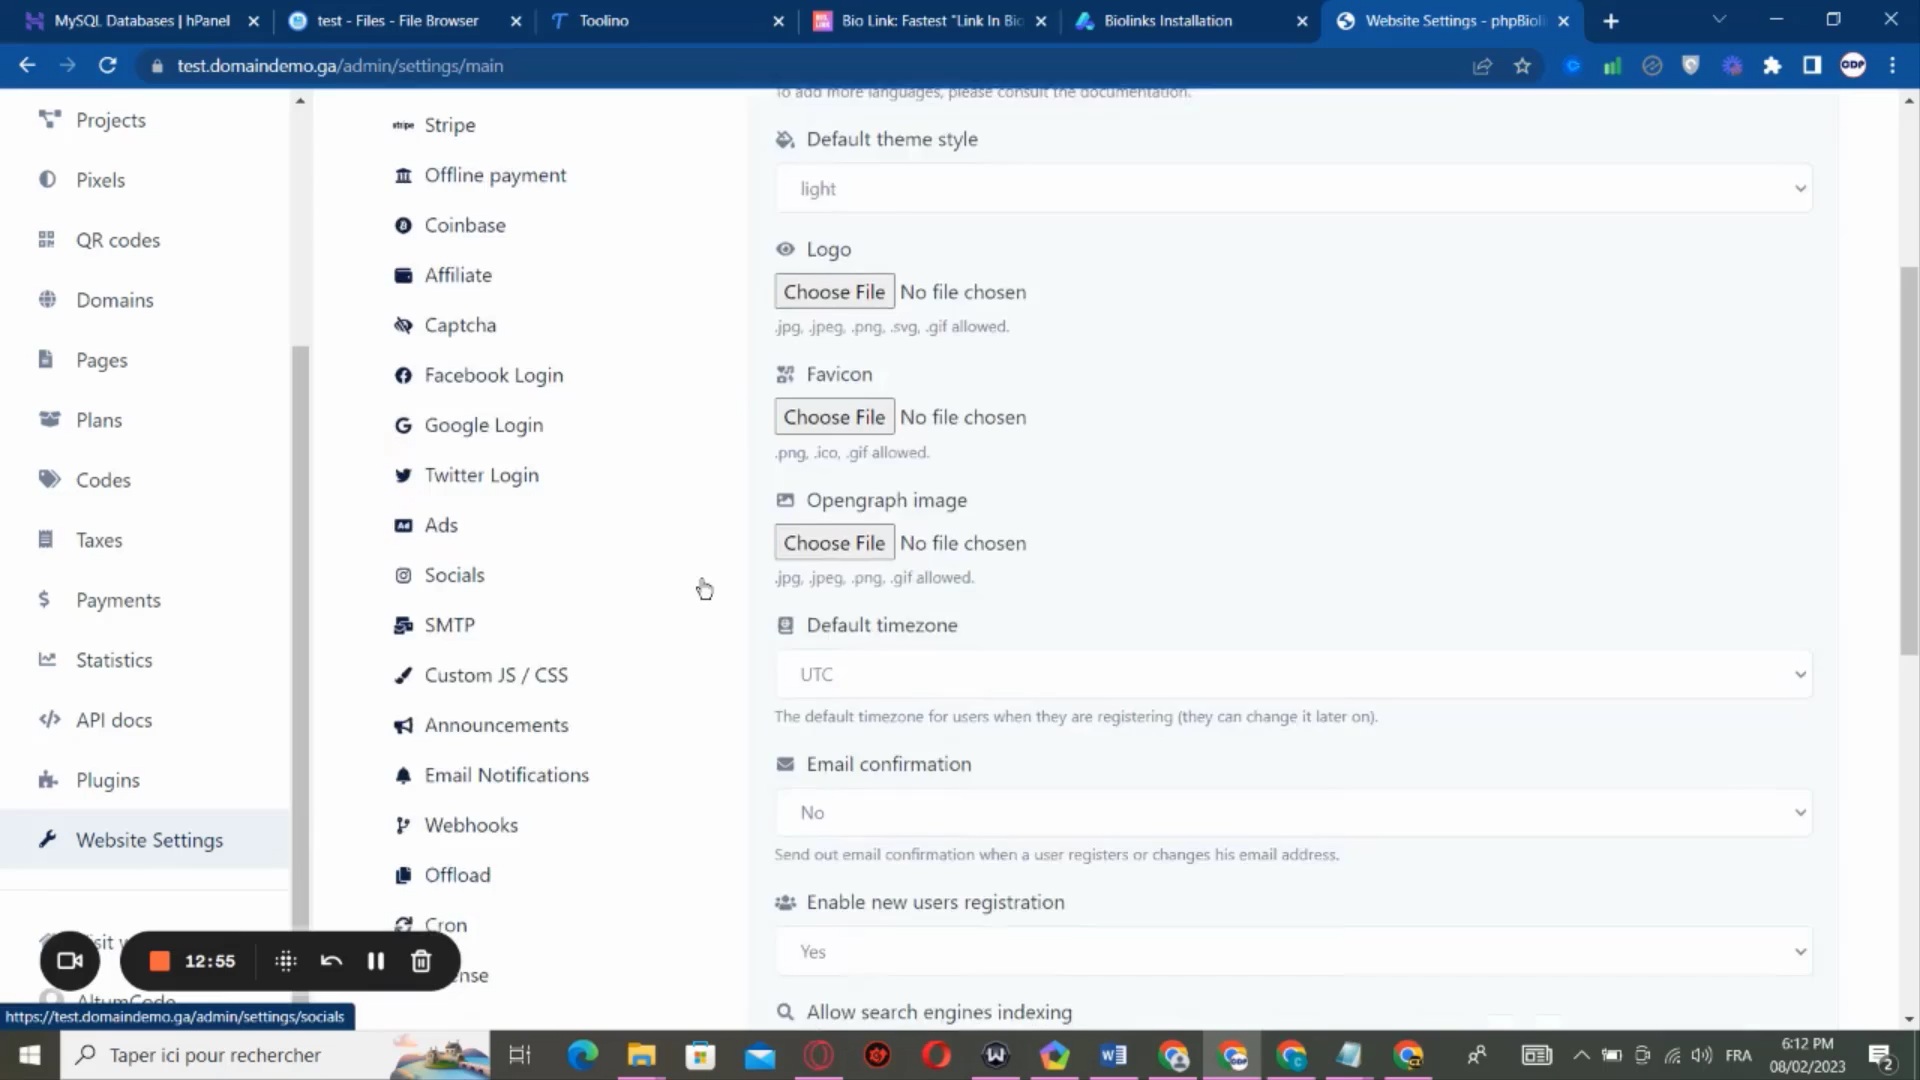 MySQL Databases | hPanel
test - Files - File Browser
Toolino
Bio Link: Fastest "Link In Bio
Biolinks Installation
Website Settings - phpBiolin
test.domaindemo.ga/admin/settings/main
ODP
Projects
Pixels
QR codes
Domains
Pages
Plans
Codes
Taxes
Payments
Statistics
API docs
Plugins
Website Settings
AltumCode
stripe Stripe
Offline payment
Coinbase
Affiliate
Captcha
Facebook Login
Google Login
Twitter Login
Ad Ads
Socials
SMTP
Custom JS / CSS
Announcements
Email Notifications
Webhooks
Offload
Cron
ense
To add more languages, please consult the documentation.
Default theme style
light
Logo
Choose File No file chosen
.jpg, .jpeg, .png, .svg, .gif allowed.
Favicon
Choose File No file chosen
.png, .ico, .gif allowed.
Opengraph image
Choose File No file chosen
.jpg, .jpeg, .png, .gif allowed.
Default timezone
UTC
The default timezone for users when they are registering (they can change it later on).
Email confirmation
No
Send out email confirmation when a user registers or changes his email address.
Enable new users registration
Yes
Allow search engines indexing
12:55
https://test.domaindemo.ga/admin/settings/socials
Taper ici pour rechercher
FRA
6:12 PM
08/02/2023
2